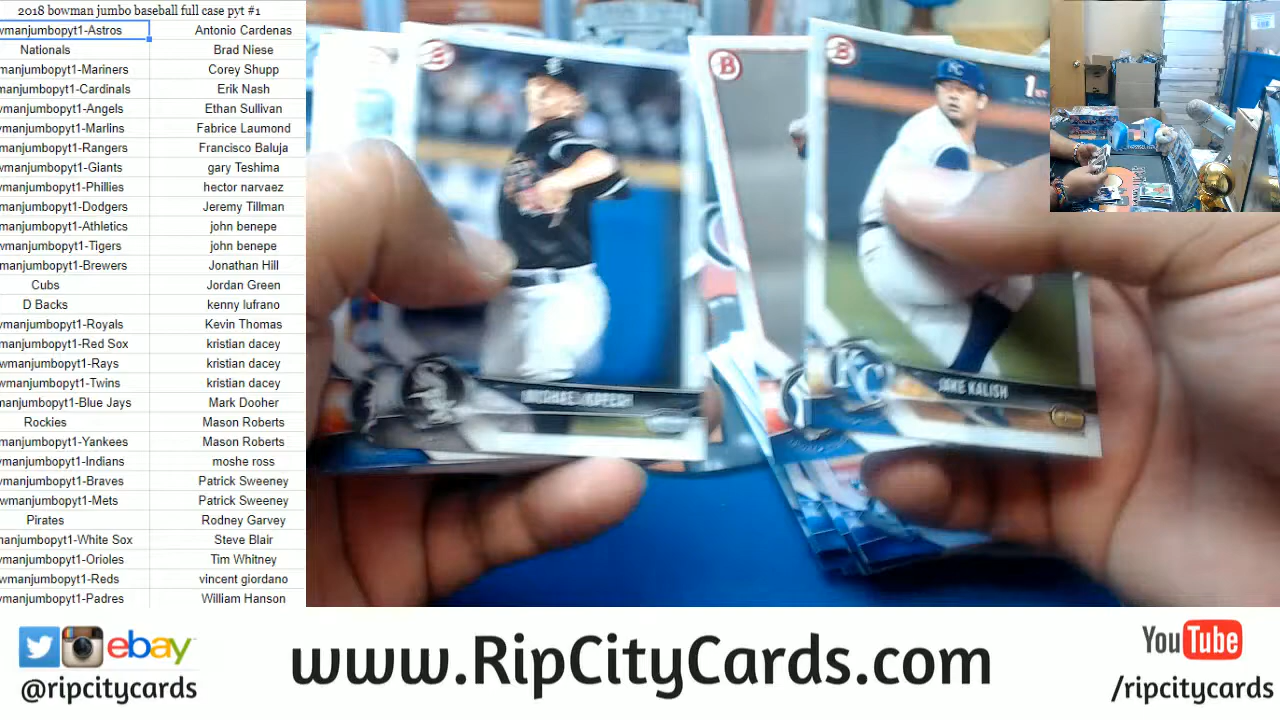 2018 bowman jumbo baseball full case pyt #1
wmanjumbopyt1-Astros Antonio Cardenas
Nationals Brad Niese
manjumbopyt1-Mariners Corey Shupp
manjumbopyt1-Cardinals Erik Nash
wmanjumbopyt1-Angels Ethan Sullivan
wmanjumbopyt1-Marlins Fabrice Laumond
manjumbopyt1-Rangers Francisco Baluja
wmanjumbopyt1-Giants gary Teshima
manjumbopyt1-Phillies hector narvaez
manjumbopyt1-Dodgers Jeremy Tillman
manjumbopyt1-Athletics john benepe
wmanjumbopyt1-Tigers john benepe
manjumbopyt1-Brewers Jonathan Hill
Cubs Jordan Green
D Backs kenny lufrano
wmanjumbopyt1-Royals Kevin Thomas
manjumbopyt1-Red Sox kristian dacey
wmanjumbopyt1-Rays kristian dacey
wmanjumbopyt1-Twins kristian dacey
manjumbopyt1-Blue Jays Mark Dooher
Rockies Mason Roberts
manjumbopyt1-Yankees Mason Roberts
wmanjumbopyt1-Indians moshe ross
wmanjumbopyt1-Braves Patrick Sweeney
wmanjumbopyt1-Mets Patrick Sweeney
Pirates Rodney Garvey
manjumbopyt1-White Sox Steve Blair
wmanjumbopyt1-Orioles Tim Whitney
wmanjumbopyt1-Reds vincent giordano
wmanjumbopyt1-Padres William Hanson
B
B
B
KC
1ST
KC
JAKE KALISH
ebay
@ripcitycards
www.RipCityCards.com
YouTube
/ripcitycards